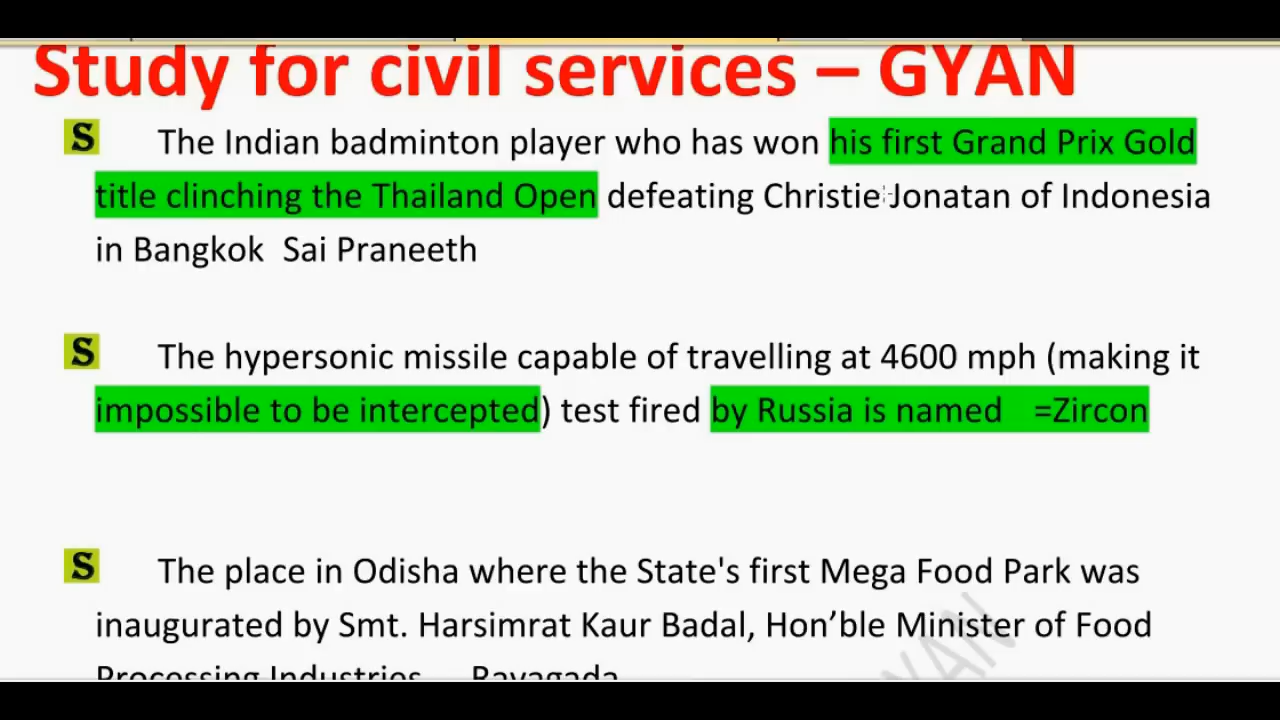 Study for civil services – GYAN
S The Indian badminton player who has won his first Grand Prix Gold
title clinching the Thailand Open defeating Christie Jonatan of Indonesia
in Bangkok Sai Praneeth
S The hypersonic missile capable of travelling at 4600 mph (making it
impossible to be intercepted) test fired by Russia is named =Zircon
S The place in Odisha where the State's first Mega Food Park was
inaugurated by Smt. Harsimrat Kaur Badal, Hon’ble Minister of Food
Processing Industries Rayagada
YAN